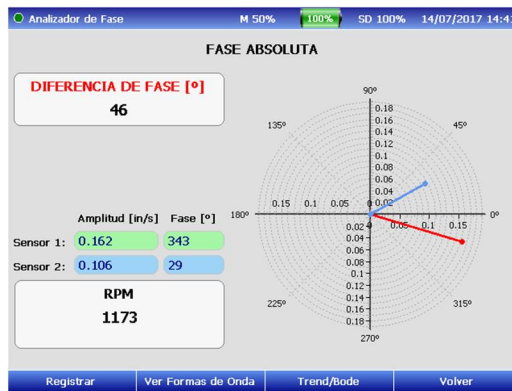 Analizador de Fase M 50% 100% SD 100% 14/07/2017 14:41
FASE ABSOLUTA
DIFERENCIA DE FASE [º]
46
Amplitud [in/s] Fase [º]
Sensor 1: 0.162 343
Sensor 2: 0.106 29
RPM
1173
90º
135º 45º
180º 0º
225º 315º
270º
0.18
0.16
0.14
0.12
0.1
0.08
0.06
0.04
0.02
0.15 0.1 0.05 0
0 0.05 0.1 0.15
0.02
0.04
0.06
0.08
0.1
0.12
0.14
0.16
0.18
Registrar Ver Formas de Onda Trend/Bode Volver